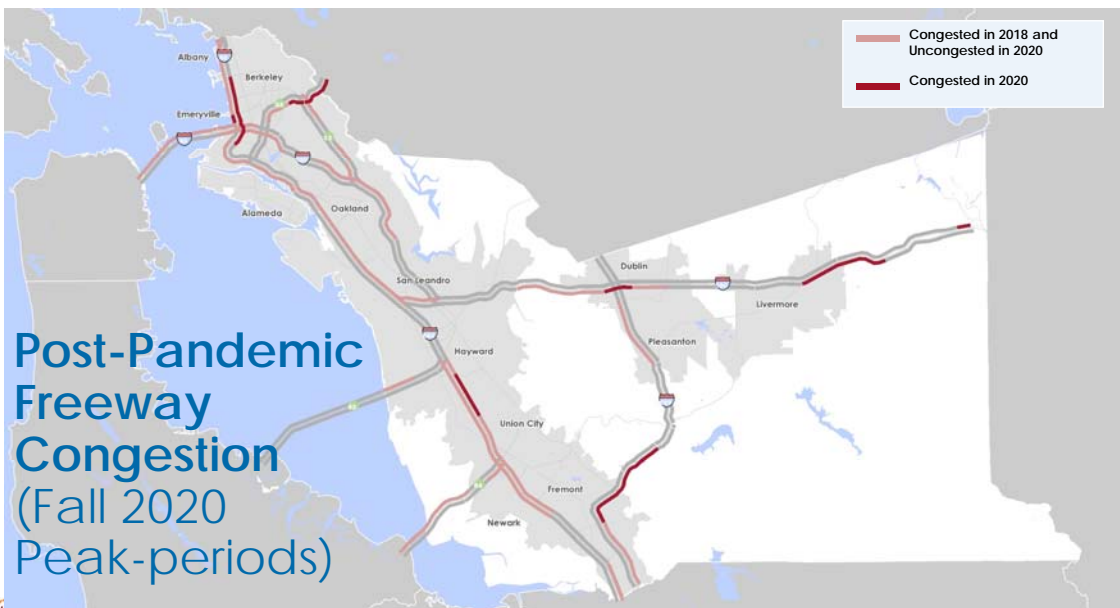 Congested in 2018 and
Uncongested in 2020
Congested in 2020
Albany
Berkeley
Emeryville
Oakland
Alameda
San Leandro
Dublin
Livermore
Pleasanton
Hayward
Union City
Fremont
Newark
Post-Pandemic
Freeway
Congestion
(Fall 2020
Peak-periods)